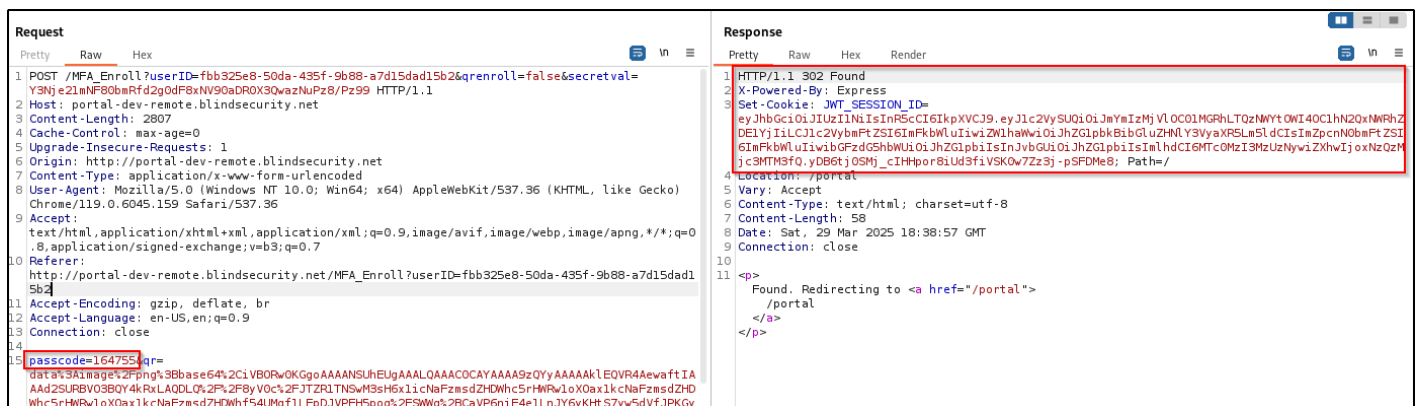 Request
Pretty Raw Hex
\n
1 POST /MFA_Enroll?userID=fbb325e8-50da-435f-9b88-a7d15dad15b2&qrenroll=false&secretval=
Y3Nje21mNF80bmRfd2g0dF8xNV90aDR0X3QwazNuPz8/Pz99 HTTP/1.1
2 Host: portal-dev-remote.blindsecurity.net
3 Content-Length: 2807
4 Cache-Control: max-age=0
5 Upgrade-Insecure-Requests: 1
6 Origin: http://portal-dev-remote.blindsecurity.net
7 Content-Type: application/x-www-form-urlencoded
8 User-Agent: Mozilla/5.0 (Windows NT 10.0; Win64; x64) AppleWebKit/537.36 (KHTML, like Gecko)
Chrome/119.0.6045.159 Safari/537.36
9 Accept:
text/html,application/xhtml+xml,application/xml;q=0.9,image/avif,image/webp,image/apng,*/*;q=0
.8,application/signed-exchange;v=b3;q=0.7
10 Referer:
http://portal-dev-remote.blindsecurity.net/MFA_Enroll?userID=fbb325e8-50da-435f-9b88-a7d15dad1
5b2
11 Accept-Encoding: gzip, deflate, br
12 Accept-Language: en-US,en;q=0.9
13 Connection: close
14
15 passcode=164755&qr=
Response
Pretty Raw Hex Render
\n
1 HTTP/1.1 302 Found
2 X-Powered-By: Express
3 Set-Cookie: JWT_SESSION_ID=
Path=/
4 Location: /portal
5 Vary: Accept
6 Content-Type: text/html; charset=utf-8
7 Content-Length: 58
8 Date: Sat, 29 Mar 2025 18:38:57 GMT
9 Connection: close
10
11 <p>
Found. Redirecting to <a href="/portal">
/portal
</a>
</p>